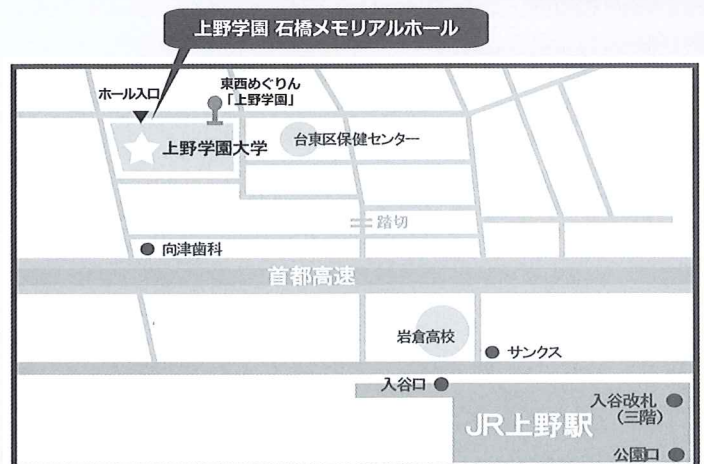 上野学園 石橋メモリアルホール
ホール入口
東西めぐりん
「上野学園」
上野学園大学
台東区保健センター
踏切
向津歯科
首都高速
岩倉高校
サンクス
入谷口
入谷改札
(三階)
JR上野駅
公園口